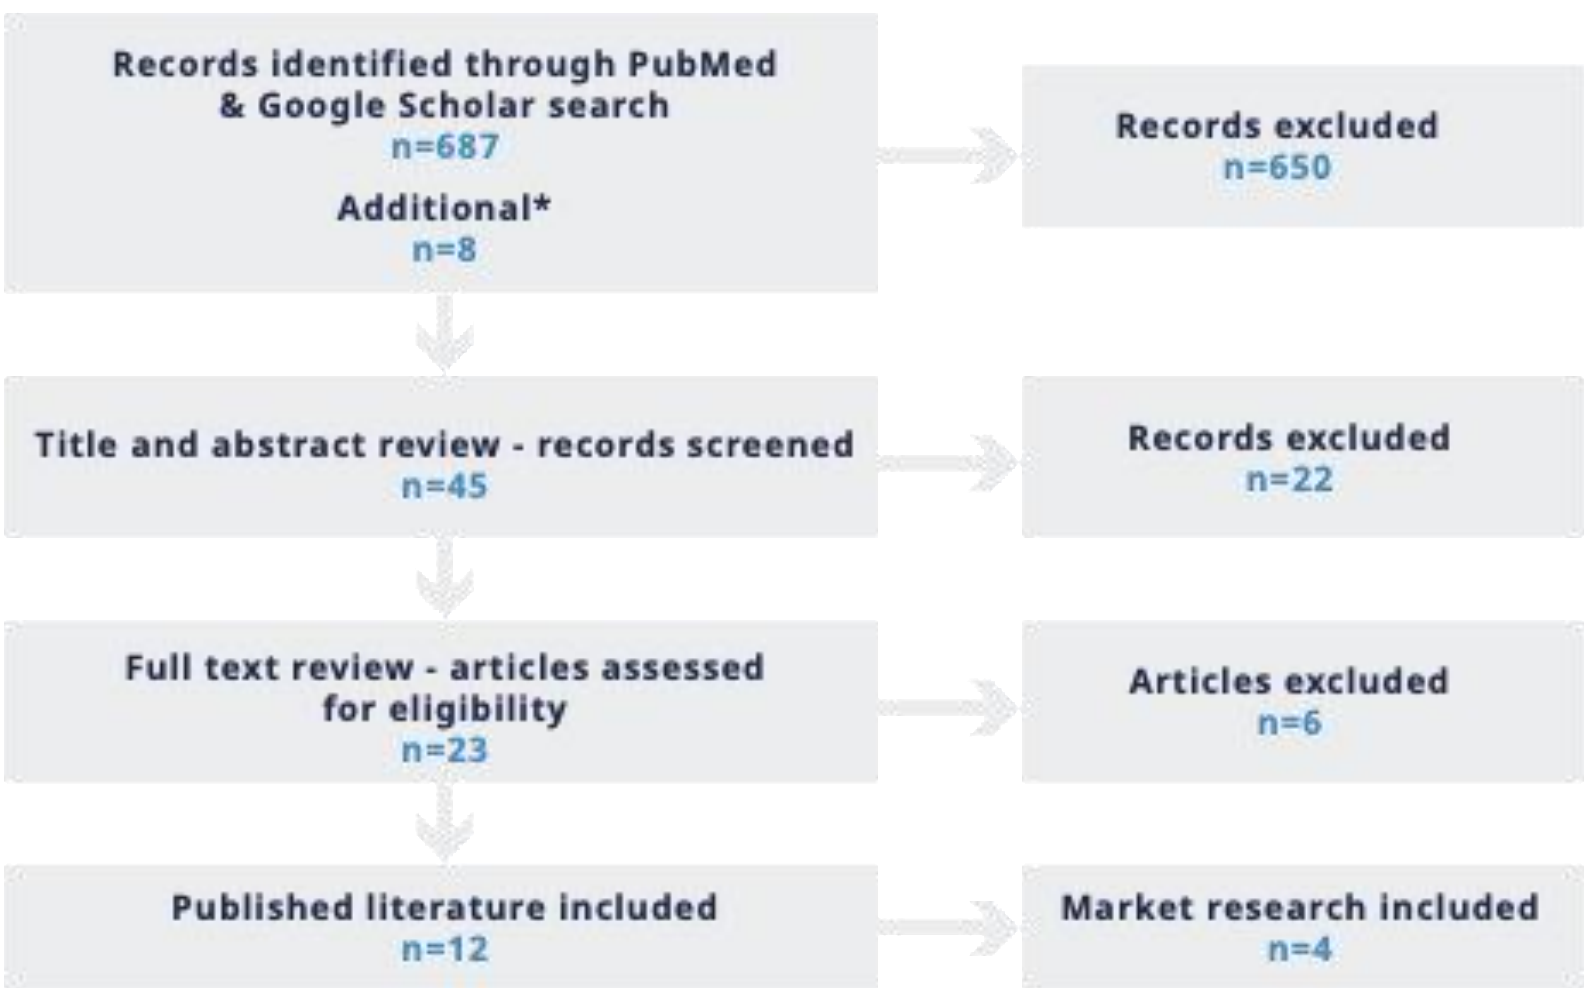 Records identified through PubMed
& Google Scholar search
n=687
Additional*
n=8
Records excluded
n=650
Title and abstract review - records screened
n=45
Records excluded
n=22
Full text review - articles assessed
for eligibility
n=23
Articles excluded
n=6
Published literature included
n=12
Market research included
n=4